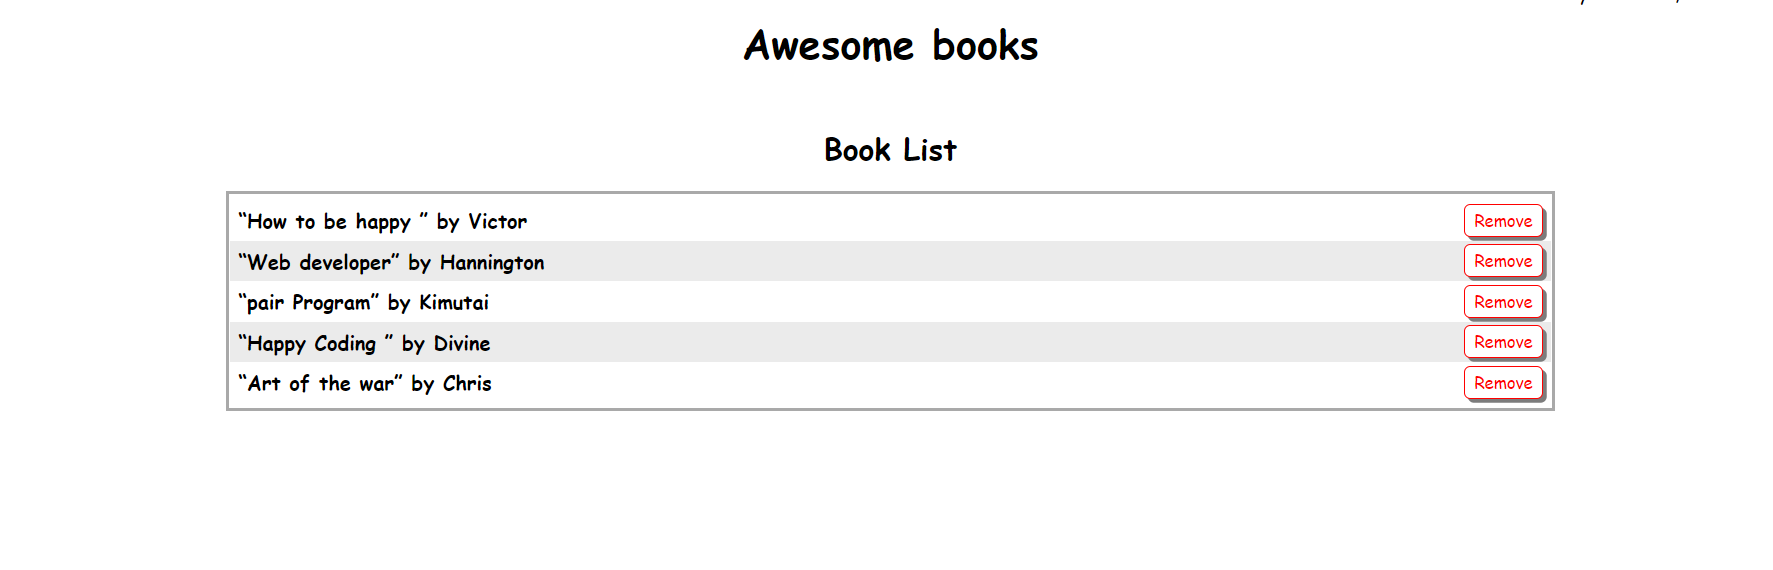 Awesome books
Book List
“How to be happy ” by Victor Remove
“Web developer” by Hannington Remove
“pair Program” by Kimutai Remove
“Happy Coding ” by Divine Remove
“Art of the war” by Chris Remove